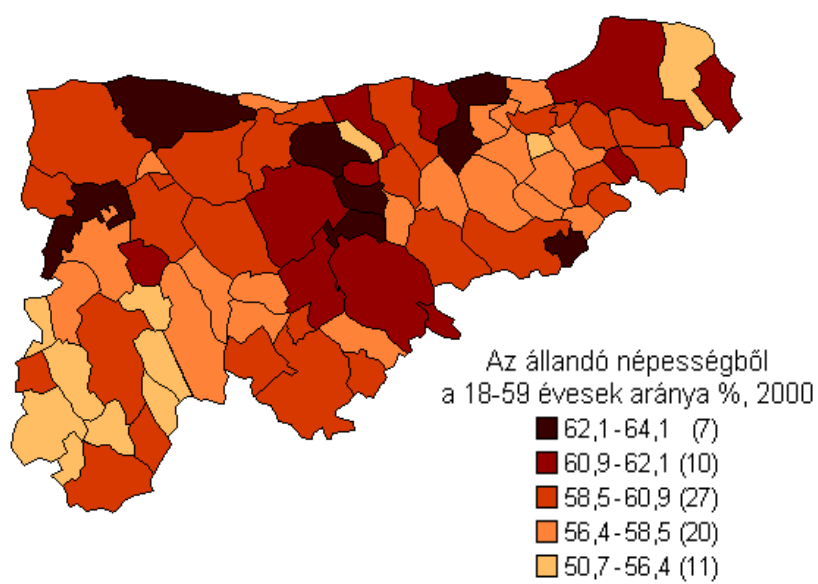 Az állandó népességből
a 18-59 évesek aránya %, 2000
62,1-64,1 (7)
60,9-62,1 (10)
58,5-60,9 (27)
56,4-58,5 (20)
50,7-56,4 (11)